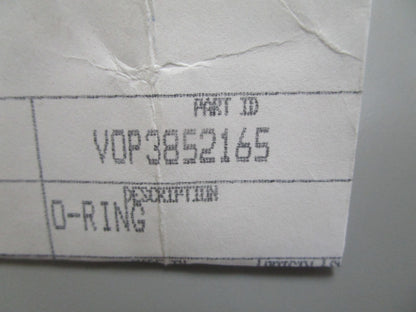 PART ID
VOP3852165
DESCRIPTION
O-RING